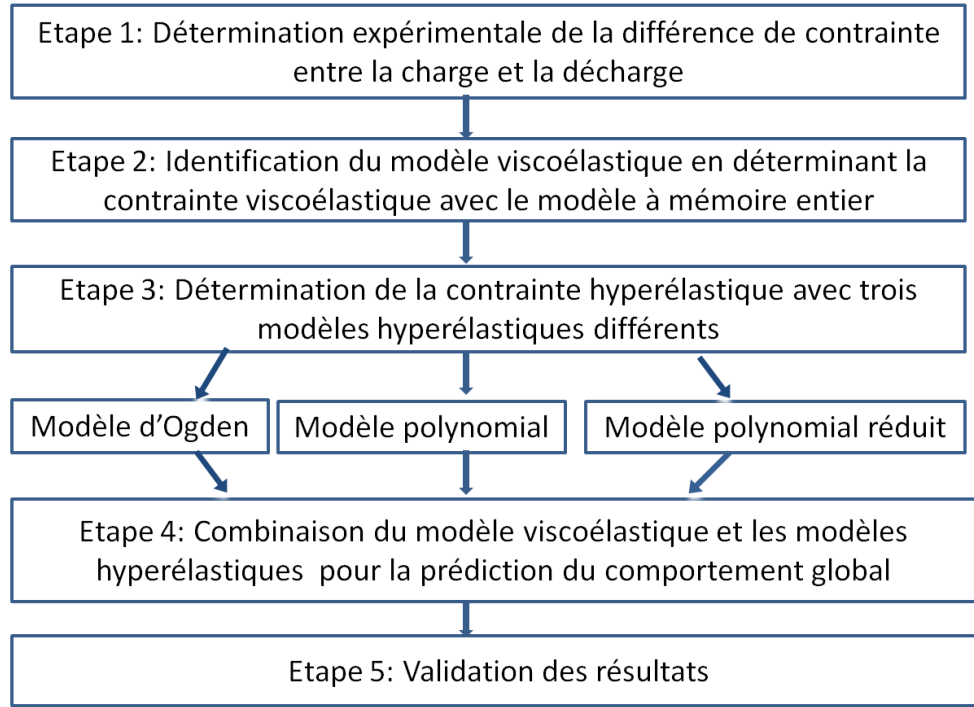 Etape 1: Détermination expérimentale de la différence de contrainte
entre la charge et la décharge
Etape 2: Identification du modèle viscoélastique en déterminant la
contrainte viscoélastique avec le modèle à mémoire entier
Etape 3: Détermination de la contrainte hyperélastique avec trois
modèles hyperélastiques différents
Modèle d’Ogden
Modèle polynomial
Modèle polynomial réduit
Etape 4: Combinaison du modèle viscoélastique et les modèles
hyperélastiques pour la prédiction du comportement global
Etape 5: Validation des résultats